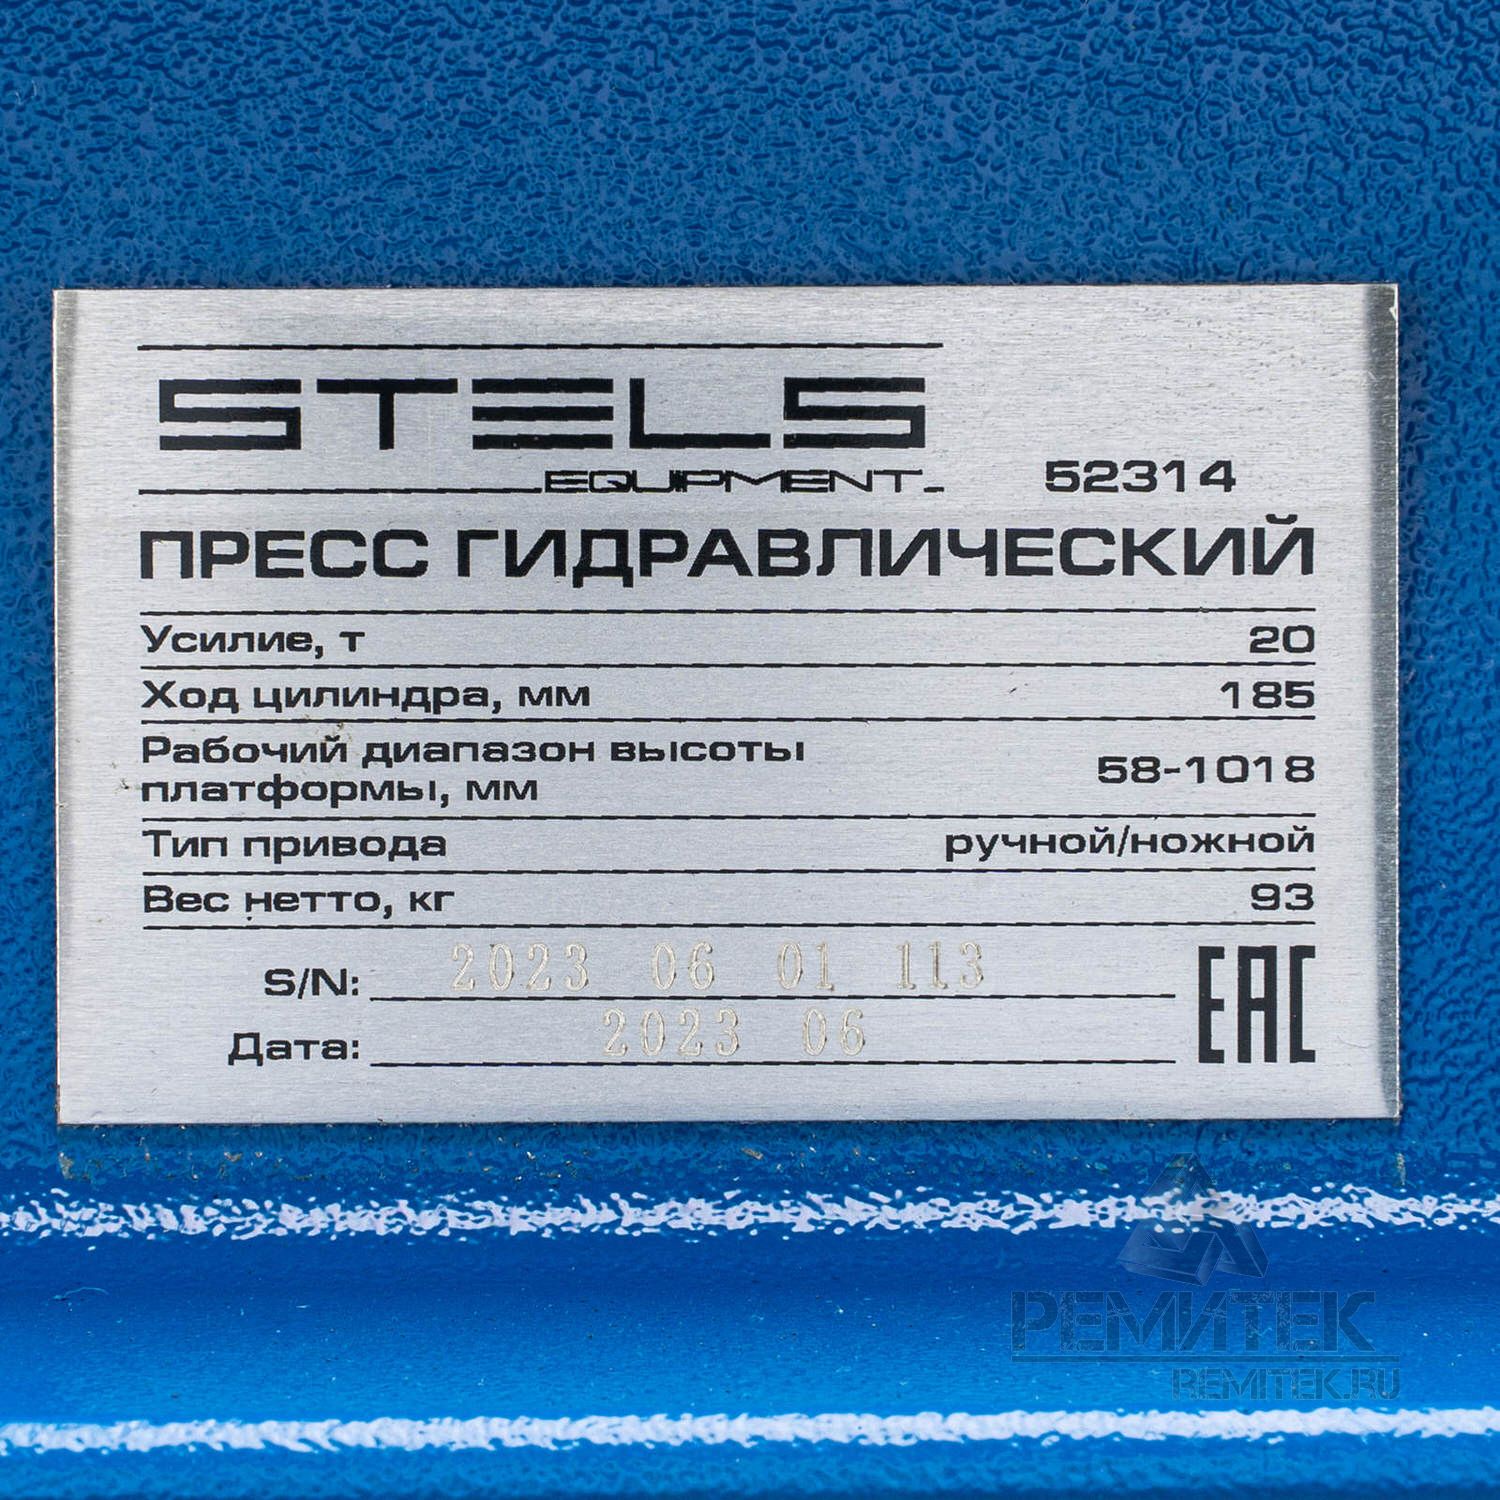 STELS
EQUIPMENT 52314
ПРЕСС ГИДРАВЛИЧЕСКИЙ
Усилие, т 20
Ход цилиндра, мм 185
Рабочий диапазон высоты
платформы, мм 58-1018
Тип привода ручной/ножной
Вес нетто, кг 93
S/N: 2023 06 01 113
Дата: 2023 06
EAC
РЕМИТЕК
REMITEK.RU